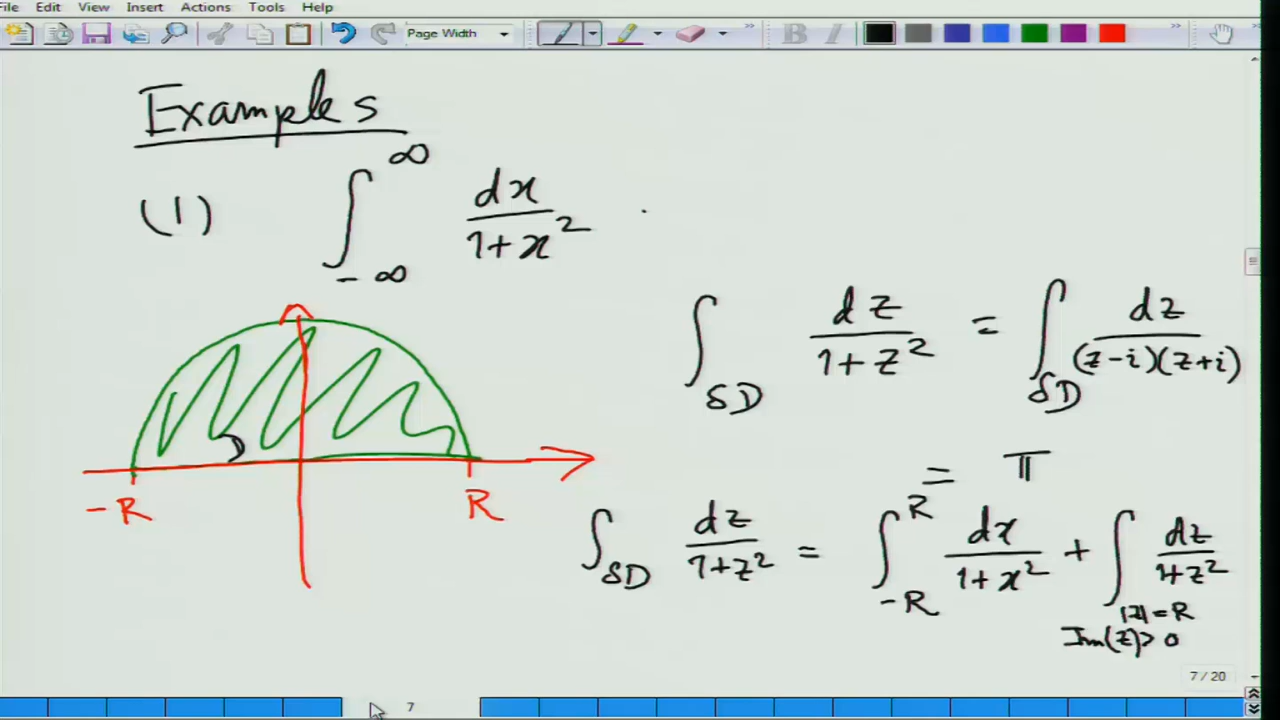 File Edit View Insert Actions Tools Help
Page Width
B I
Examples
(1) ∫_{-∞}^{∞} dx/(1+x²)
∫_{δD} dz/(1+z²) = ∫_{δD} dz/((z-i)(z+i))
= π
D
-R R
∫_{δD} dz/(1+z²) = ∫_{-R}^{R} dx/(1+x²) + ∫_{|z|=R Im(z)>0} dz/(1+z²)
7/20
7